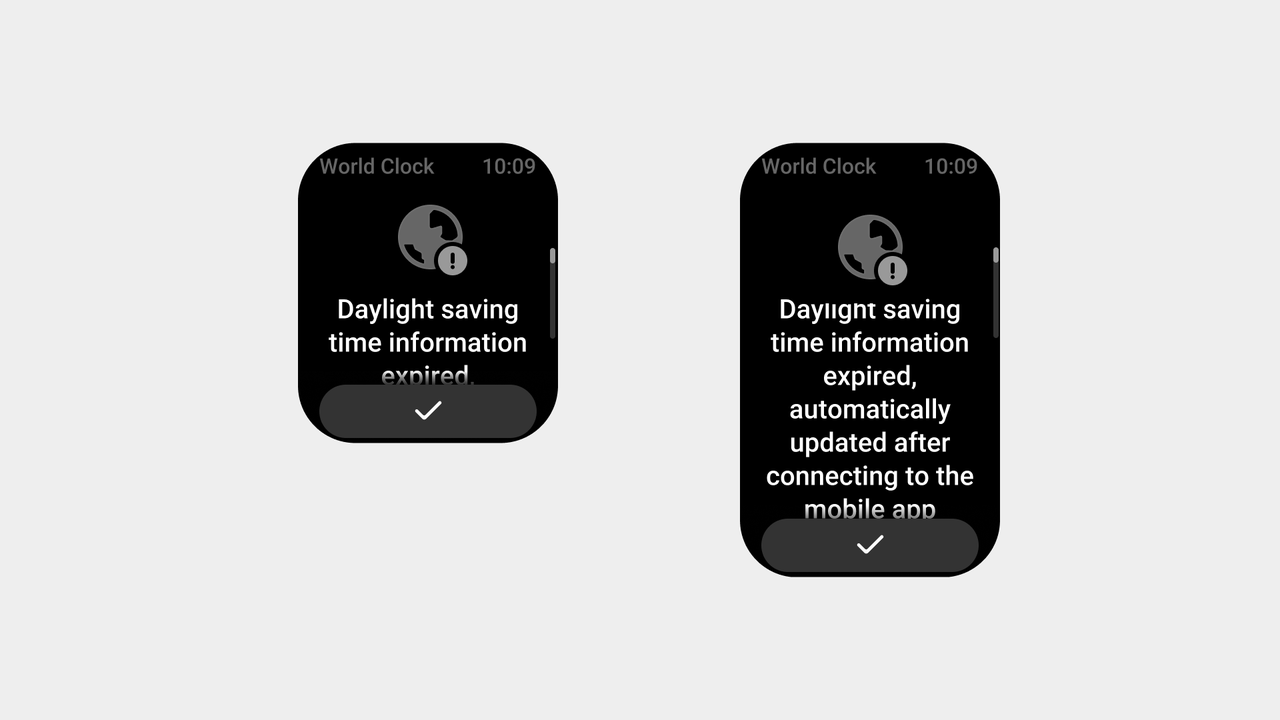 World Clock 10:09
Daylight saving
time information
expired,
World Clock 10:09
Daylight saving
time information
expired,
automatically
updated after
connecting to the
mobile app